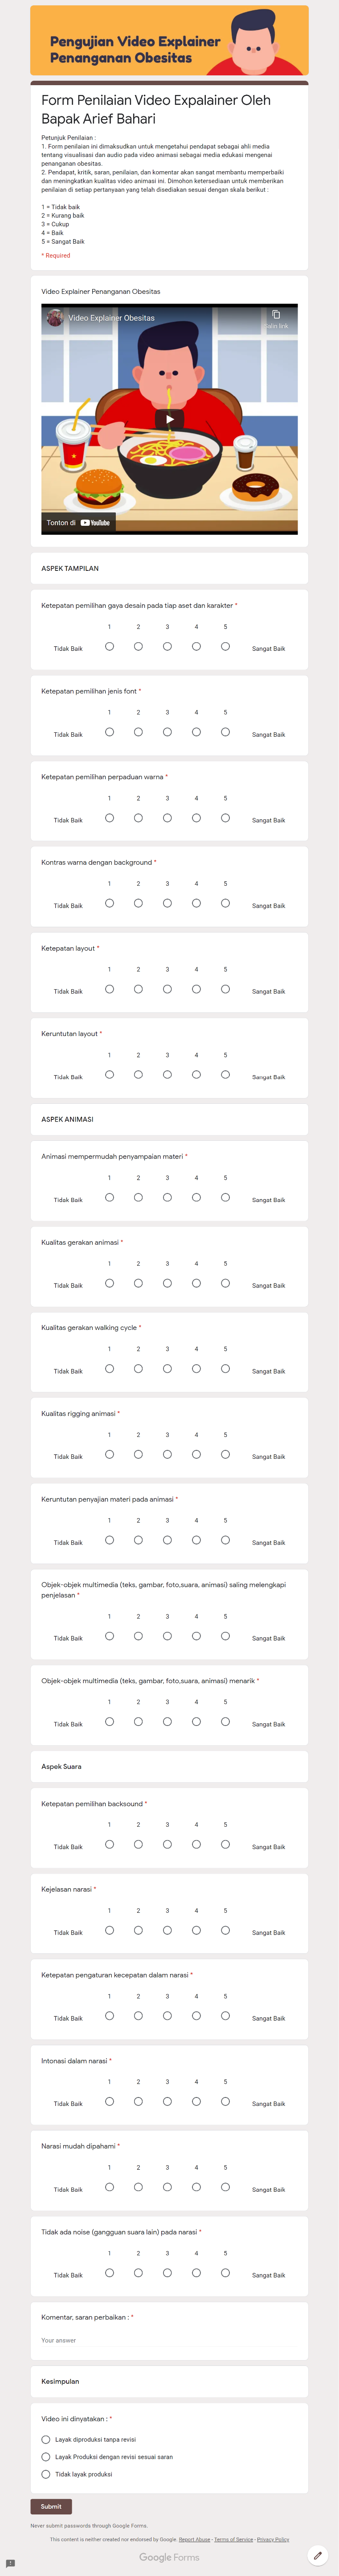 Pengujian Video Explainer
Penanganan Obesitas
Form Penilaian Video Expalainer Oleh
Bapak Arief Bahari
Petunjuk Penilaian :
1. Form penilaian ini dimaksudkan untuk mengetahui pendapat sebagai ahli media
tentang visualisasi dan audio pada video animasi sebagai media edukasi mengenai
penanganan obesitas.
2. Pendapat, kritik, saran, penilaian, dan komentar akan sangat membantu memperbaiki
dan meningkatkan kualitas video animasi ini. Dimohon ketersediaan untuk memberikan
penilaian di setiap pertanyaan yang telah disediakan sesuai dengan skala berikut :
1 = Tidak baik
2 = Kurang baik
3 = Cukup
4 = Baik
5 = Sangat Baik
* Required
Video Explainer Penanganan Obesitas
Video Explainer Obesitas
Salin link
Tonton di YouTube
ASPEK TAMPILAN
Ketepatan pemilihan gaya desain pada tiap aset dan karakter *
1 2 3 4 5
Tidak Baik Sangat Baik
Ketepatan pemilihan jenis font *
1 2 3 4 5
Tidak Baik Sangat Baik
Ketepatan pemilihan perpaduan warna *
1 2 3 4 5
Tidak Baik Sangat Baik
Kontras warna dengan background *
1 2 3 4 5
Tidak Baik Sangat Baik
Ketepatan layout *
1 2 3 4 5
Tidak Baik Sangat Baik
Keruntutan layout *
1 2 3 4 5
Tidak Baik Sangat Baik
ASPEK ANIMASI
Animasi mempermudah penyampaian materi *
1 2 3 4 5
Tidak Baik Sangat Baik
Kualitas gerakan animasi *
1 2 3 4 5
Tidak Baik Sangat Baik
Kualitas gerakan walking cycle *
1 2 3 4 5
Tidak Baik Sangat Baik
Kualitas rigging animasi *
1 2 3 4 5
Tidak Baik Sangat Baik
Keruntutan penyajian materi pada animasi *
1 2 3 4 5
Tidak Baik Sangat Baik
Objek-objek multimedia (teks, gambar, foto,suara, animasi) saling melengkapi
penjelasan *
1 2 3 4 5
Tidak Baik Sangat Baik
Objek-objek multimedia (teks, gambar, foto,suara, animasi) menarik *
1 2 3 4 5
Tidak Baik Sangat Baik
Aspek Suara
Ketepatan pemilihan backsound *
1 2 3 4 5
Tidak Baik Sangat Baik
Kejelasan narasi *
1 2 3 4 5
Tidak Baik Sangat Baik
Ketepatan pengaturan kecepatan dalam narasi *
1 2 3 4 5
Tidak Baik Sangat Baik
Intonasi dalam narasi *
1 2 3 4 5
Tidak Baik Sangat Baik
Narasi mudah dipahami *
1 2 3 4 5
Tidak Baik Sangat Baik
Tidak ada noise (gangguan suara lain) pada narasi *
1 2 3 4 5
Tidak Baik Sangat Baik
Komentar, saran perbaikan : *
Your answer
Kesimpulan
Video ini dinyatakan : *
Layak diproduksi tanpa revisi
Layak Produksi dengan revisi sesuai saran
Tidak layak produksi
Submit
Never submit passwords through Google Forms.
This content is neither created nor endorsed by Google. Report Abuse - Terms of Service - Privacy Policy
Google Forms